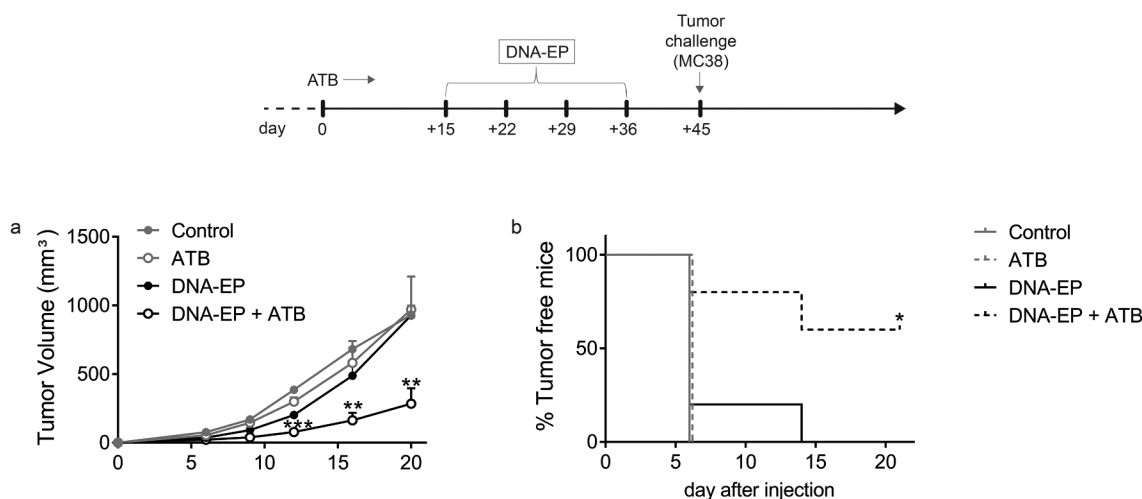 Tumor
challenge
(MC38)
DNA-EP
ATB
day
0
+15
+22
+29
+36
+45
a
Control
ATB
DNA-EP
DNA-EP + ATB
Tumor Volume (mm³)
1500
1000
500
0
***
**
**
0
5
10
15
20
b
% Tumor free mice
100
50
0
*
0
5
10
15
20
day after injection
Control
ATB
DNA-EP
DNA-EP + ATB